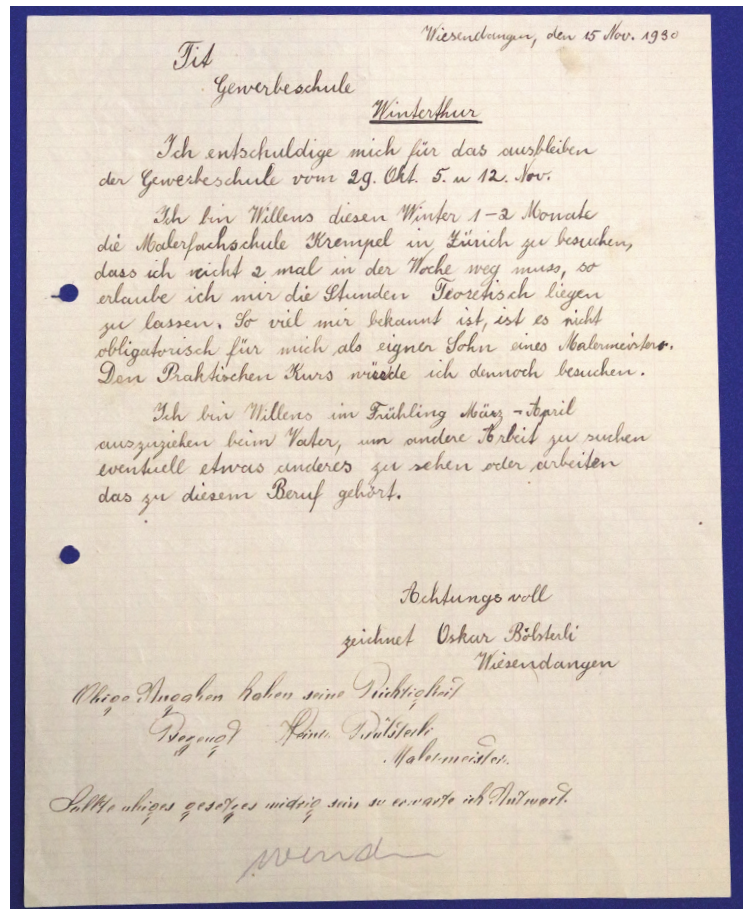 Wiesendangen, den 15 Nov. 1930
Tit
Gewerbeschule
Winterthur
Ich entschuldige mich für das ausbleiben
der Gewerbeschule vom 29. Okt. 5. u 12. Nov.
Ich bin Willens diesen Winter 1-2 Monate
die Malerfachschule Krempel in Zürich zu besuchen,
dass ich nicht 2 mal in der Woche weg muss, so
erlaube ich mir die Stunden Teoretisch liegen
zu lassen. So viel mir bekannt ist, ist es nicht
obligatorisch für mich als eigner Sohn eines Malermeisters.
Den Praktischen Kurs würde ich dennoch besuchen.
Ich bin Willens im Frühling März - April
auszuziehen beim Vater, um andere Arbeit zu suchen
eventuell etwas anderes zu sehen oder arbeiten
das zu diesem Beruf gehört.
Achtungsvoll
zeichnet Oskar Bölsterli
Wiesendangen
Obige Angaben haben seine Richtigkeit
Bezeugt Heinr. Bölsterli
Malermeister.
Sollte obiges gesetzes widrig sein so erwarte ich Antwort.